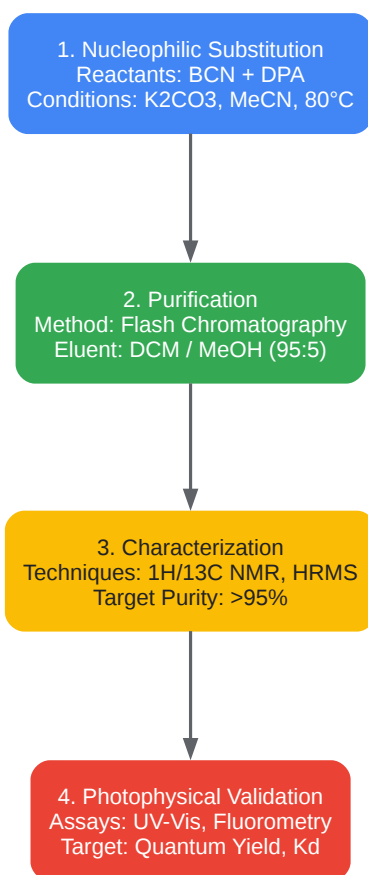 1. Nucleophilic Substitution
Reactants: BCN + DPA
Conditions: K2CO3, MeCN, 80°C
2. Purification
Method: Flash Chromatography
Eluent: DCM / MeOH (95:5)
3. Characterization
Techniques: 1H/13C NMR, HRMS
Target Purity: >95%
4. Photophysical Validation
Assays: UV-Vis, Fluorometry
Target: Quantum Yield, Kd